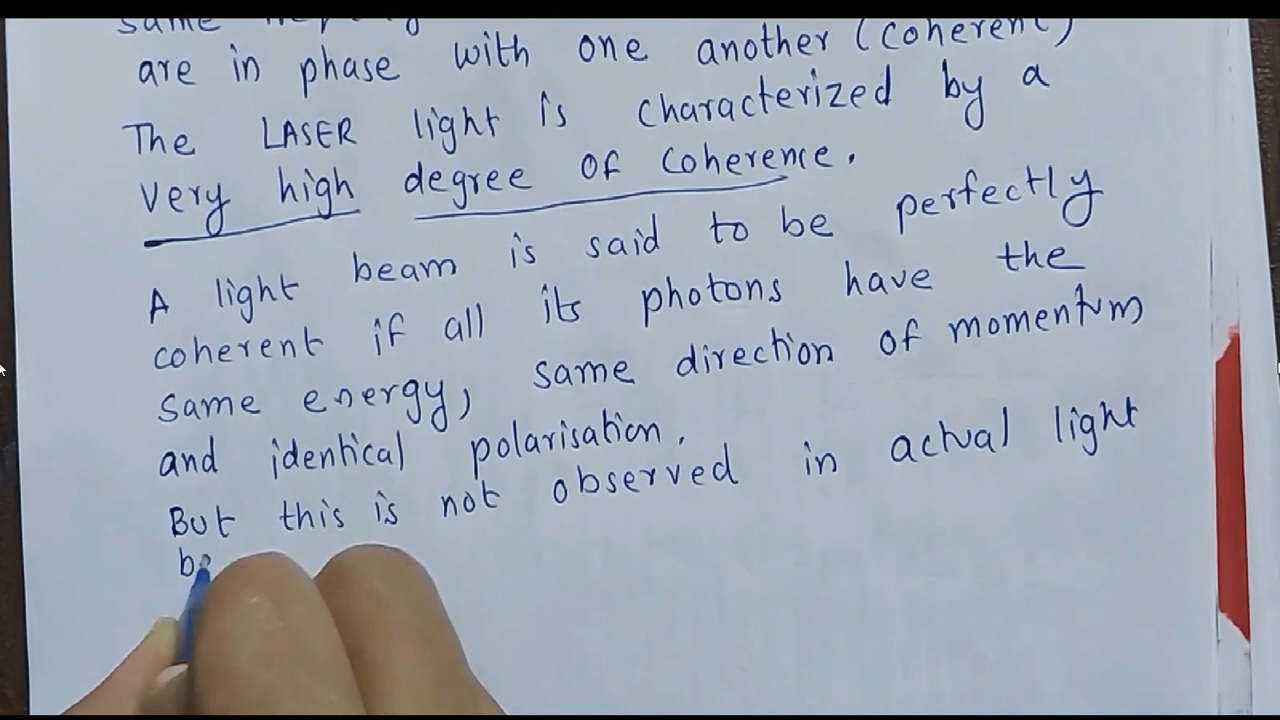 same
are in phase with one another (coherent)
The LASER light is characterized by a
very high degree of coherence.
A light beam is said to be perfectly
coherent if all its photons have the
same energy, same direction of momentum
and identical polarisation.
But this is not observed in actual light